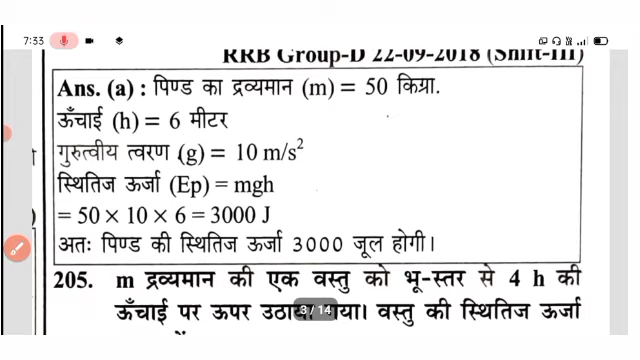 7:33
RRB Group-D 22-09-2018 (Shift-III)
Ans. (a) : पिण्ड का द्रव्यमान (m) = 50 किग्रा.
ऊँचाई (h) = 6 मीटर
गुरुत्वीय त्वरण (g) = 10 m/s²
स्थितिज ऊर्जा (Ep) = mgh
= 50 × 10 × 6 = 3000 J
अतः पिण्ड की स्थितिज ऊर्जा 3000 जूल होगी।
205. m द्रव्यमान की एक वस्तु को भू-स्तर से 4 h की
ऊँचाई पर ऊपर उठाया गया। वस्तु की स्थितिज ऊर्जा
3 / 14